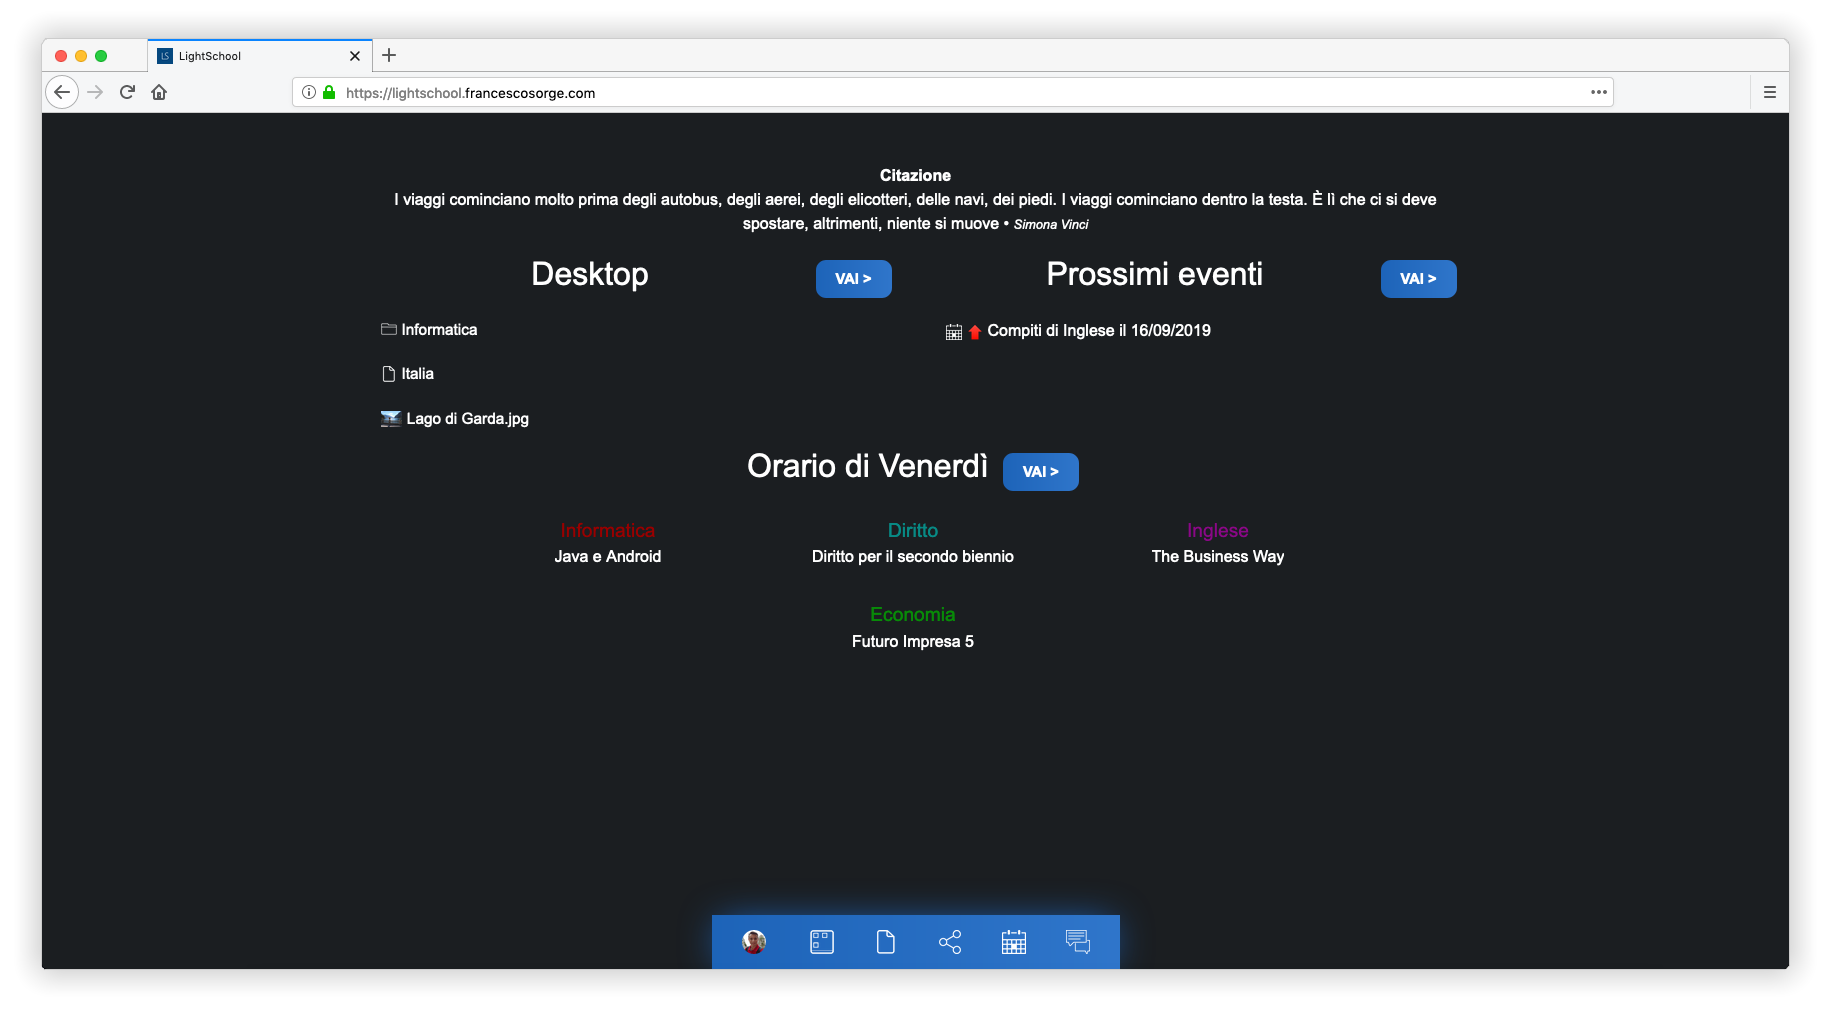 LS LightSchool
https://lightschool.francescosorge.com
Citazione
I viaggi cominciano molto prima degli autobus, degli aerei, degli elicotteri, delle navi, dei piedi. I viaggi cominciano dentro la testa. È lì che ci si deve
spostare, altrimenti, niente si muove • Simona Vinci
Desktop VAI >
Informatica
Italia
Lago di Garda.jpg
Prossimi eventi VAI >
Compiti di Inglese il 16/09/2019
Orario di Venerdì VAI >
Informatica
Java e Android
Diritto
Diritto per il secondo biennio
Inglese
The Business Way
Economia
Futuro Impresa 5